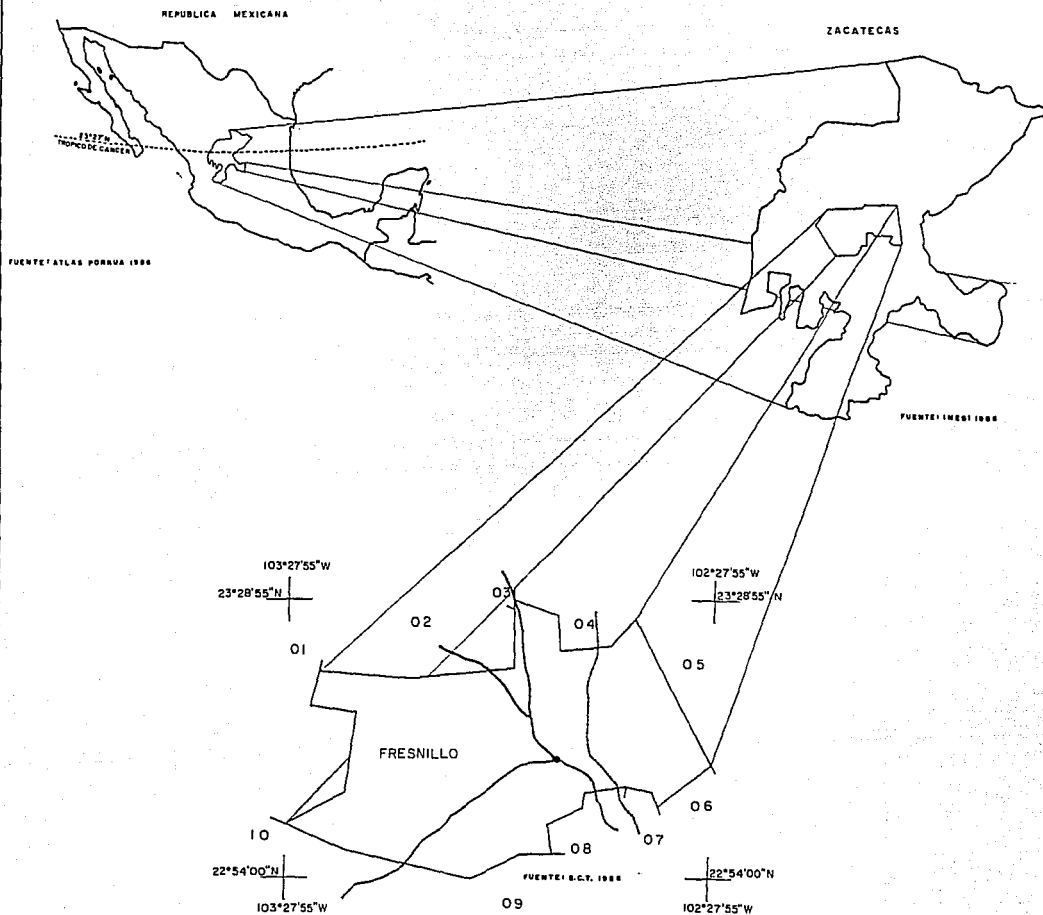 REPUBLICA MEXICANA
ZACATECAS
23°27'N
TROPICO DE CANCER
FUENTE: ATLAS PORRUA 1986
FUENTE: INEGI 1986
103°27'55"W
23°28'55"N
102°27'55"W
23°28'55"N
01
02
03
04
05
FRESNILLO
06
07
08
09
10
22°54'00"N
103°27'55"W
FUENTE: S.C.T. 1986
22°54'00"N
102°27'55"W